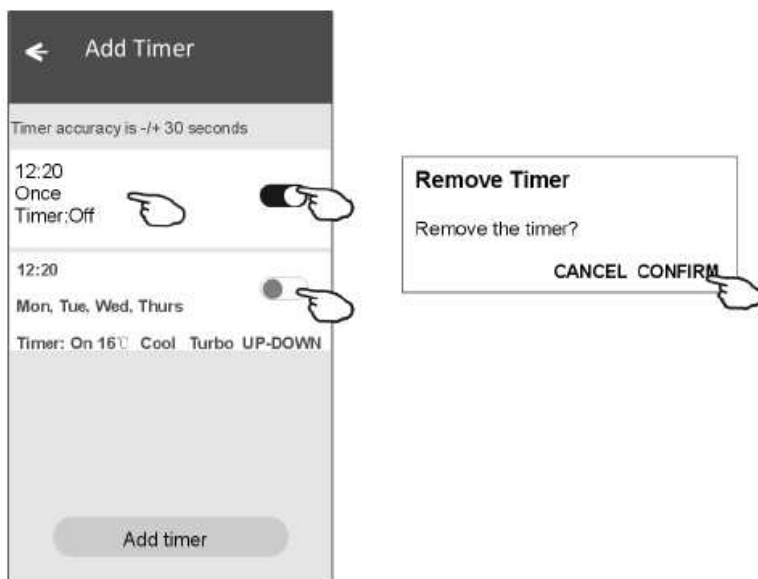 Add Timer
Timer accuracy is -/+ 30 seconds
12:20
Once
Timer:Off
12:20
Mon, Tue, Wed, Thurs
Timer: On 16℃ Cool Turbo UP-DOWN
Add timer
Remove Timer
Remove the timer?
CANCEL CONFIRM